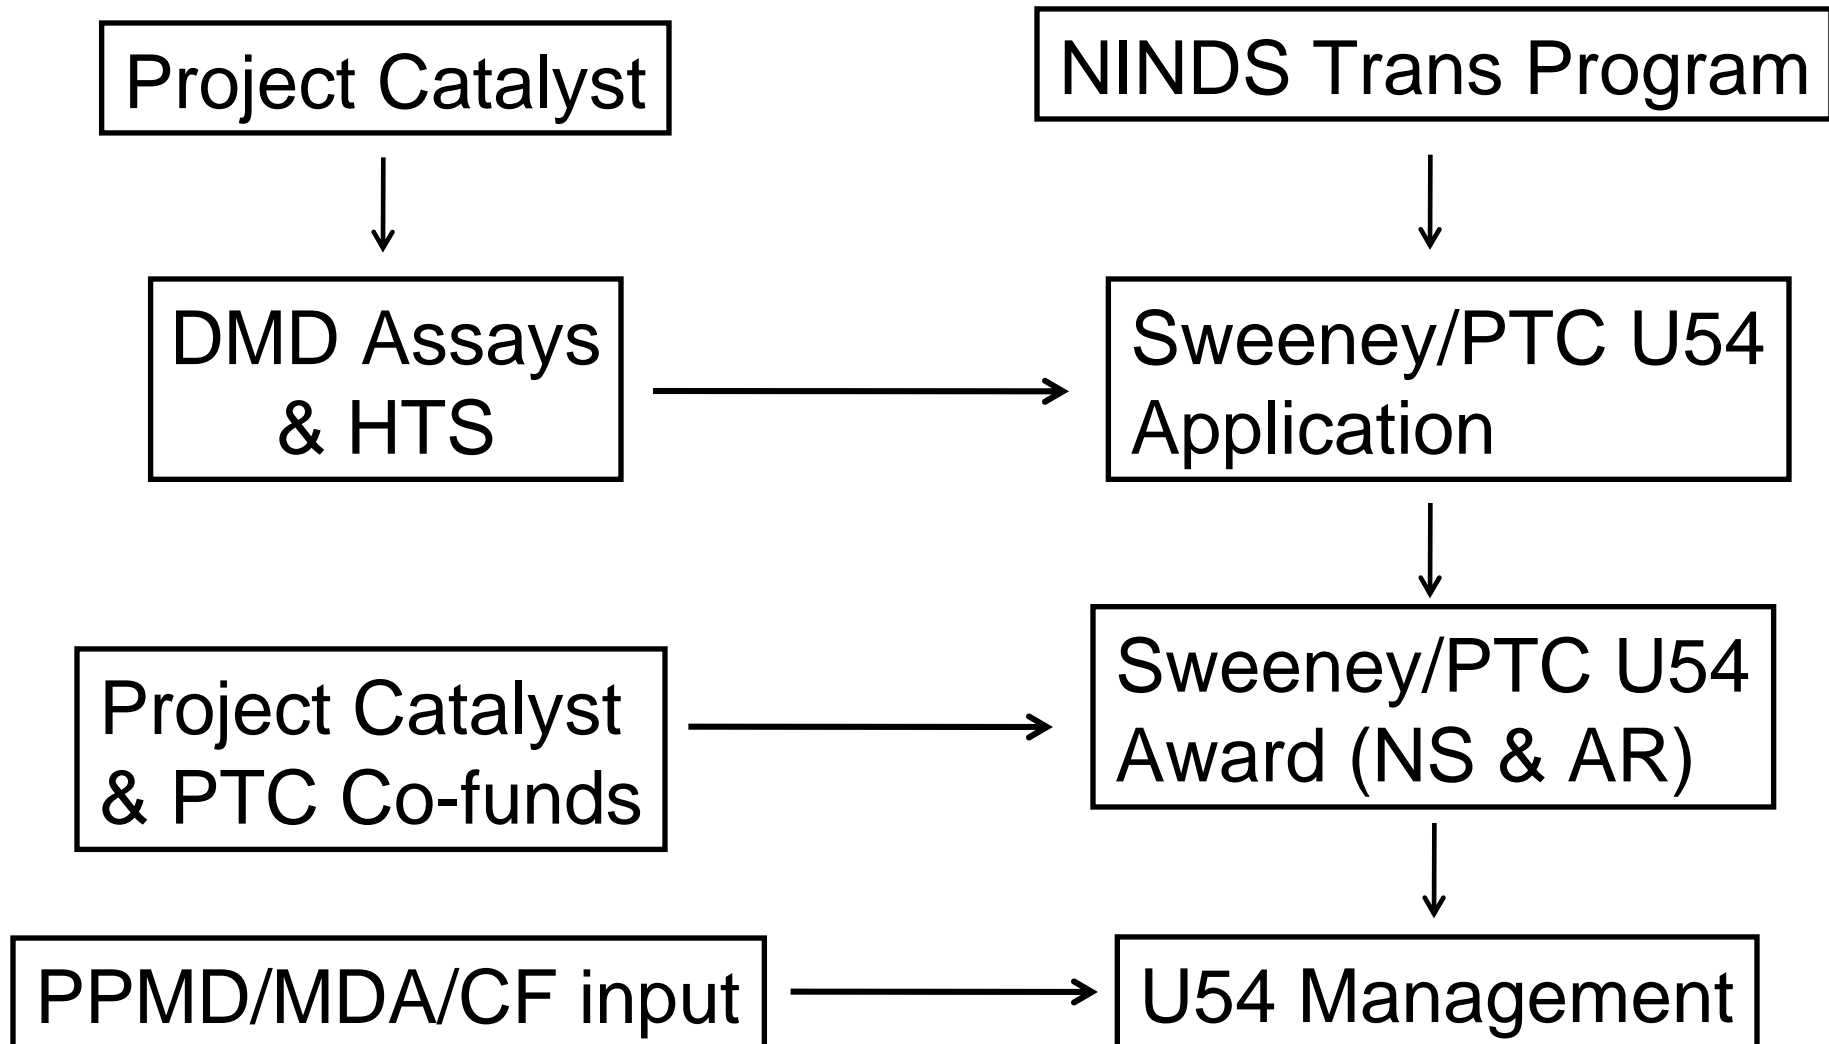 Project Catalyst
NINDS Trans Program
DMD Assays
& HTS
Sweeney/PTC U54
Application
Project Catalyst
& PTC Co-funds
Sweeney/PTC U54
Award (NS & AR)
PPMD/MDA/CF input
U54 Management